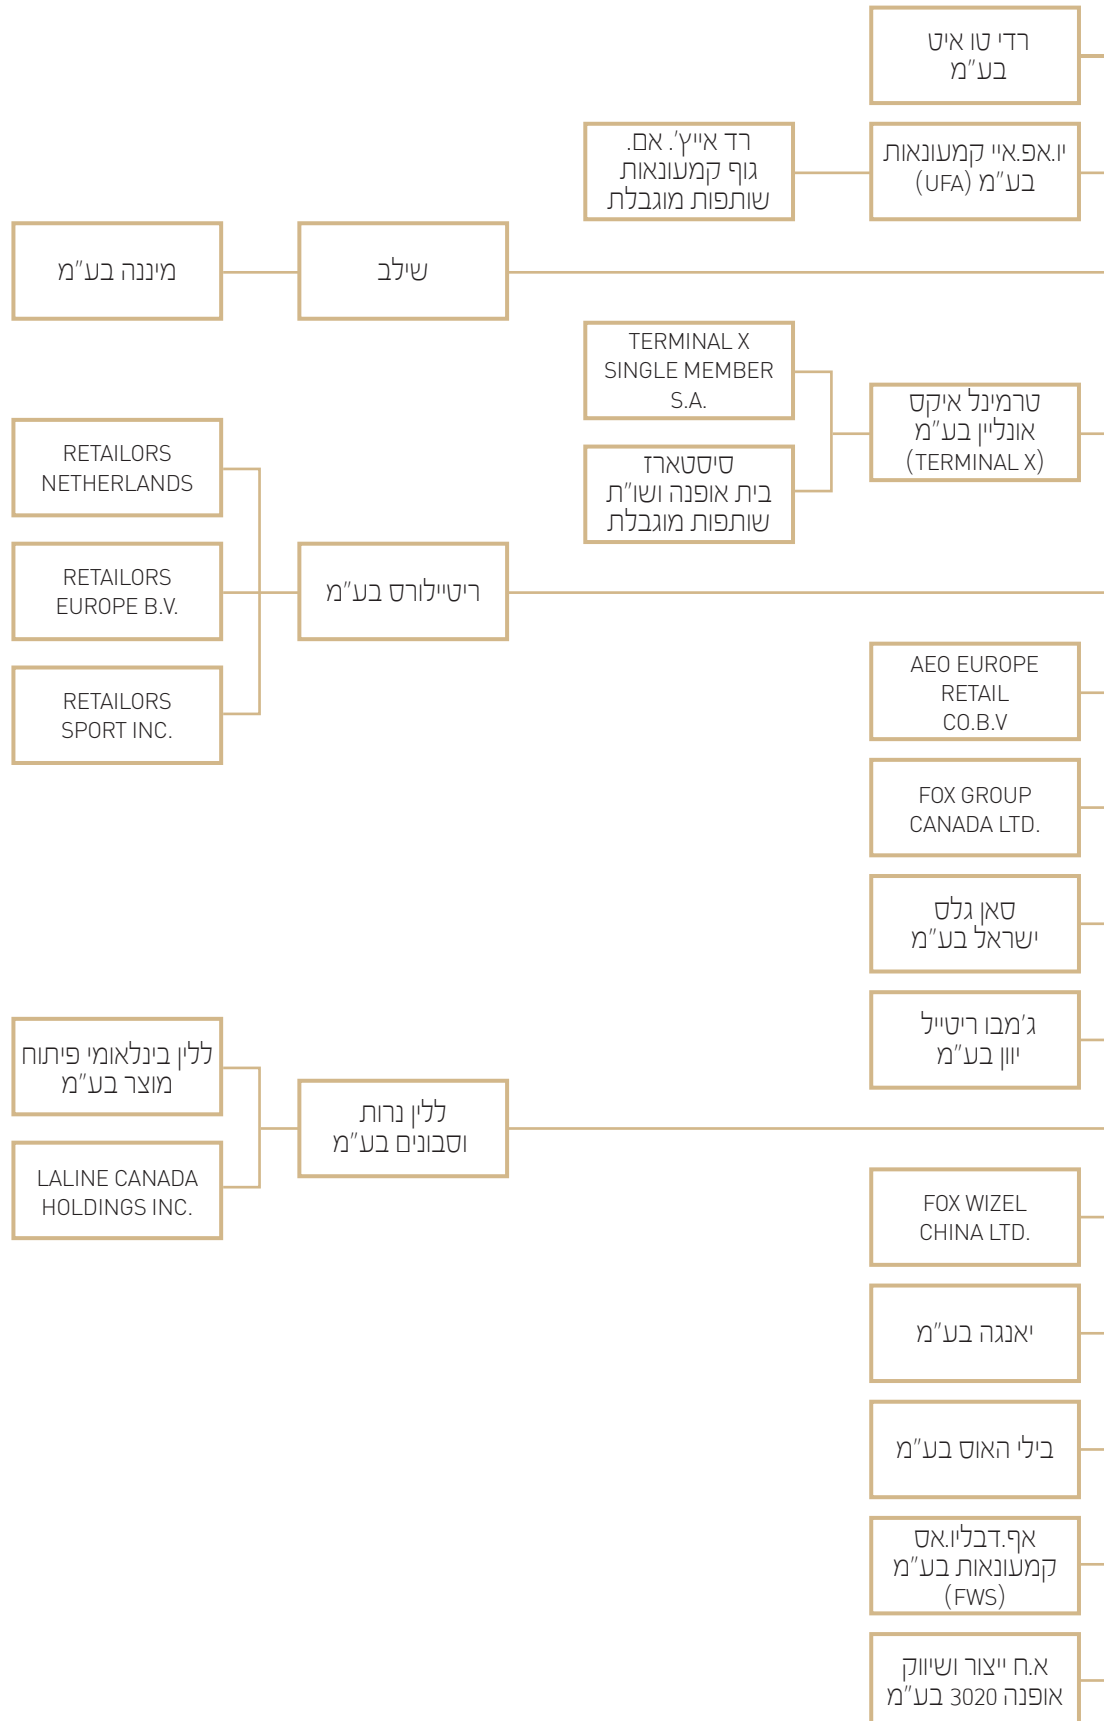 רדי טו איט
בע"מ
יו.אפ.איי קמעונאות
בע"מ (UFA)
רד אייץ'. אם.
גוף קמעונאות
שותפות מוגבלת
שילב
מיננה בע"מ
TERMINAL X
SINGLE MEMBER
S.A.
טרמינל איקס
אונליין בע"מ
(TERMINAL X)
סיסטארז
בית אופנה ושו"ת
שותפות מוגבלת
RETAILORS
NETHERLANDS
ריטיילורס בע"מ
RETAILORS
EUROPE B.V.
RETAILORS
SPORT INC.
AEO EUROPE
RETAIL
CO.B.V
FOX GROUP
CANADA LTD.
סאן גלס
ישראל בע"מ
ג'מבו ריטייל
יוון בע"מ
ללין נרות
וסבונים בע"מ
ללין בינלאומי פיתוח
מוצר בע"מ
LALINE CANADA
HOLDINGS INC.
FOX WIZEL
CHINA LTD.
יאנגה בע"מ
בילי האוס בע"מ
אף.דבליו.אס
קמעונאות בע"מ
(FWS)
א.ח ייצור ושיווק
אופנה 3020 בע"מ